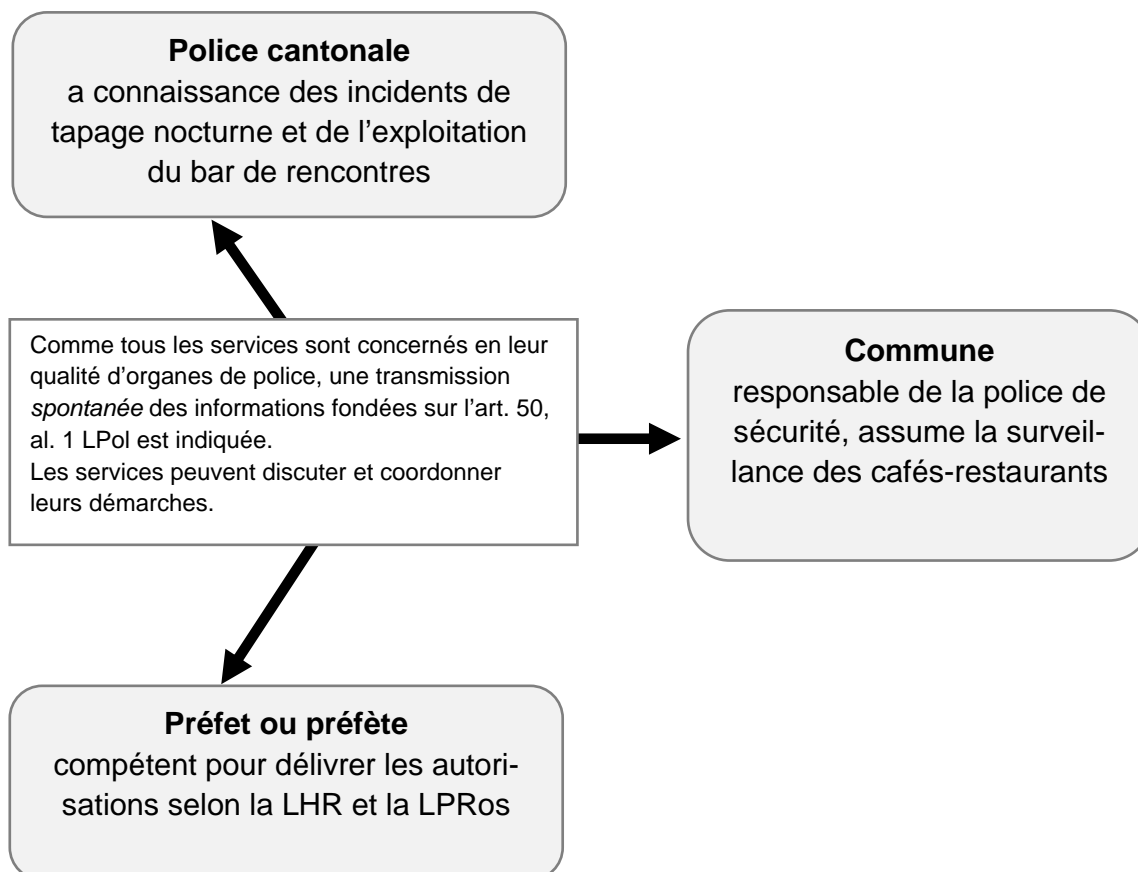 Police cantonale
a connaissance des incidents de
tapage nocturne et de l’exploitation
du bar de rencontres
Comme tous les services sont concernés en leur
qualité d’organes de police, une transmission
spontanée des informations fondées sur l’art. 50,
al. 1 LPol est indiquée.
Les services peuvent discuter et coordonner
leurs démarches.
Commune
responsable de la police de
sécurité, assume la surveil-
lance des cafés-restaurants
Préfet ou préfète
compétent pour délivrer les autori-
sations selon la LHR et la LPRos